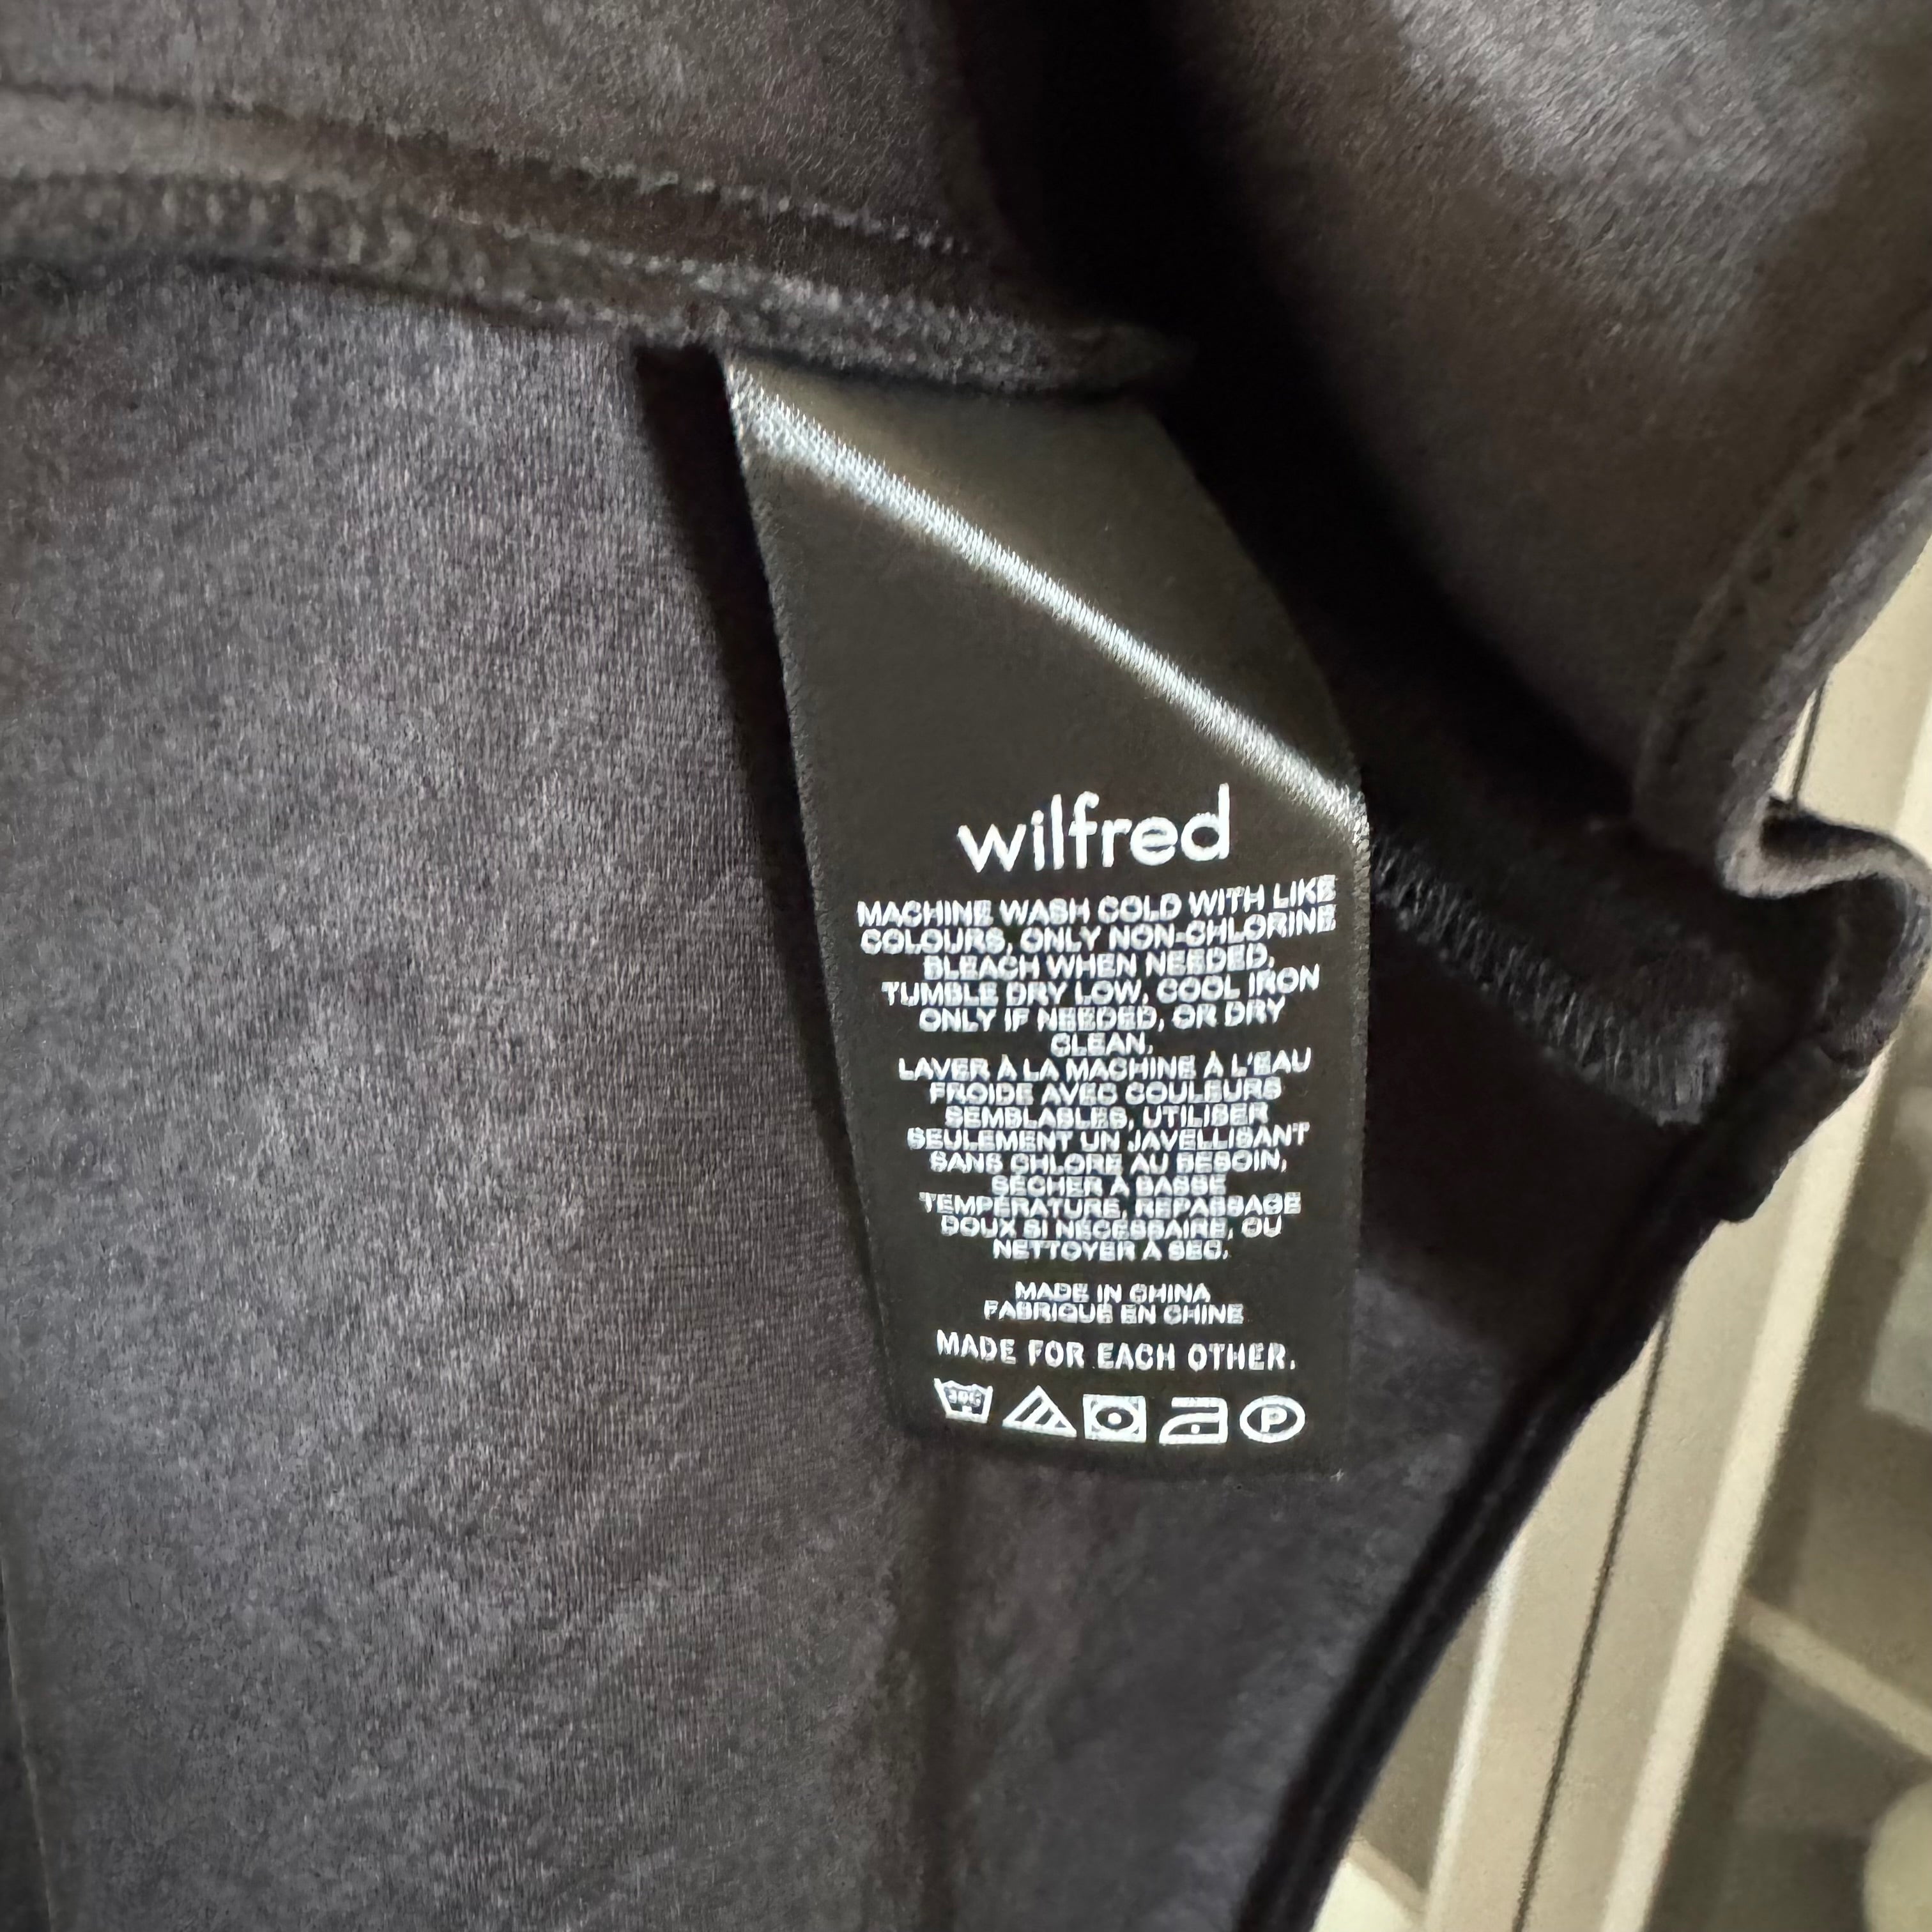 wilfred
MACHINE WASH COLD WITH LIKE
COLOURS, ONLY NON-CHLORINE
BLEACH WHEN NEEDED,
TUMBLE DRY LOW, COOL IRON
ONLY IF NEEDED, OR DRY
CLEAN.
LAVER À LA MACHINE À L'EAU
FROIDE AVEC COULEURS
SEMBLABLES, UTILISER
SEULEMENT UN JAVELLISANT
SANS CHLORE AU BESOIN,
SÉCHER À BASSE
TEMPÉRATURE, REPASSAGE
DOUX SI NÉCESSAIRE, OU
NETTOYER À SEC.
MADE IN CHINA
FABRIQUÉ EN CHINE
MADE FOR EACH OTHER.
30C P